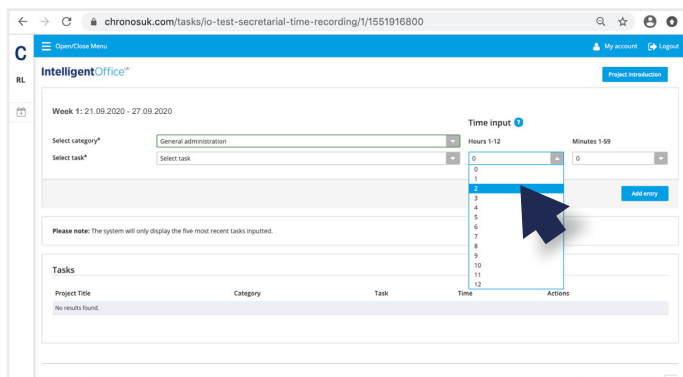 chronosuk.com/tasks/io-test-secretarial-time-recording/1/1551916800
C
Open/Close Menu
My account
Logout
RL
IntelligentOffice
Project introduction
Week 1: 21.09.2020 - 27.09.2020
Time input ?
Select category*
General administration
Hours 1-12
Minutes 1-59
Select task*
Select task
0
0
0
1
2
3
4
5
6
7
8
9
10
11
12
Add entry
Please note: The system will only display the five most recent tasks inputted.
Tasks
Project Title
Category
Task
Time
Actions
No results found.